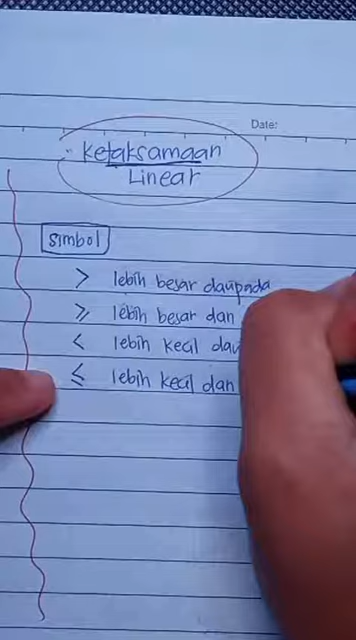 Date:
Ketaksamaan
Linear
simbol
> lebih besar daripada
≥ lebih besar dan
< lebih kecil
≤ lebih kecil dan